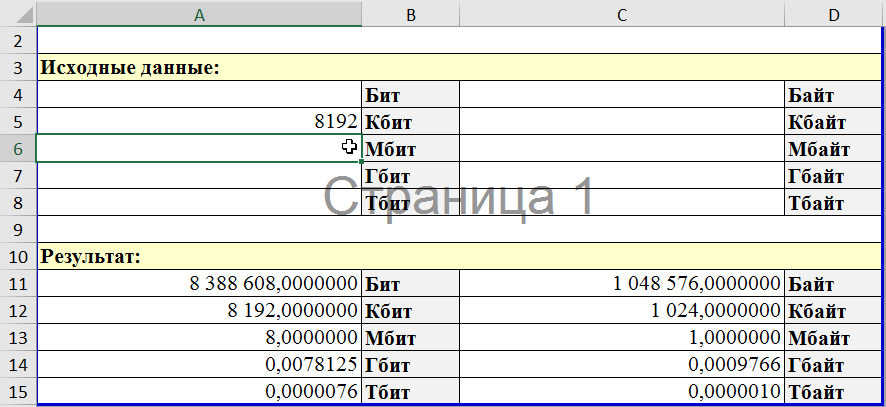 A B C D
2
3 Исходные данные:
4 Бит Байт
5 8192 Кбит Кбайт
6 Мбит Мбайт
7 Гбит Гбайт
Страница 1
8 Тбит Тбайт
9
10 Результат:
11 8 388 608,0000000 Бит 1 048 576,0000000 Байт
12 8 192,0000000 Кбит 1 024,0000000 Кбайт
13 8,0000000 Мбит 1,0000000 Мбайт
14 0,0078125 Гбит 0,0009766 Гбайт
15 0,0000076 Тбит 0,0000010 Тбайт